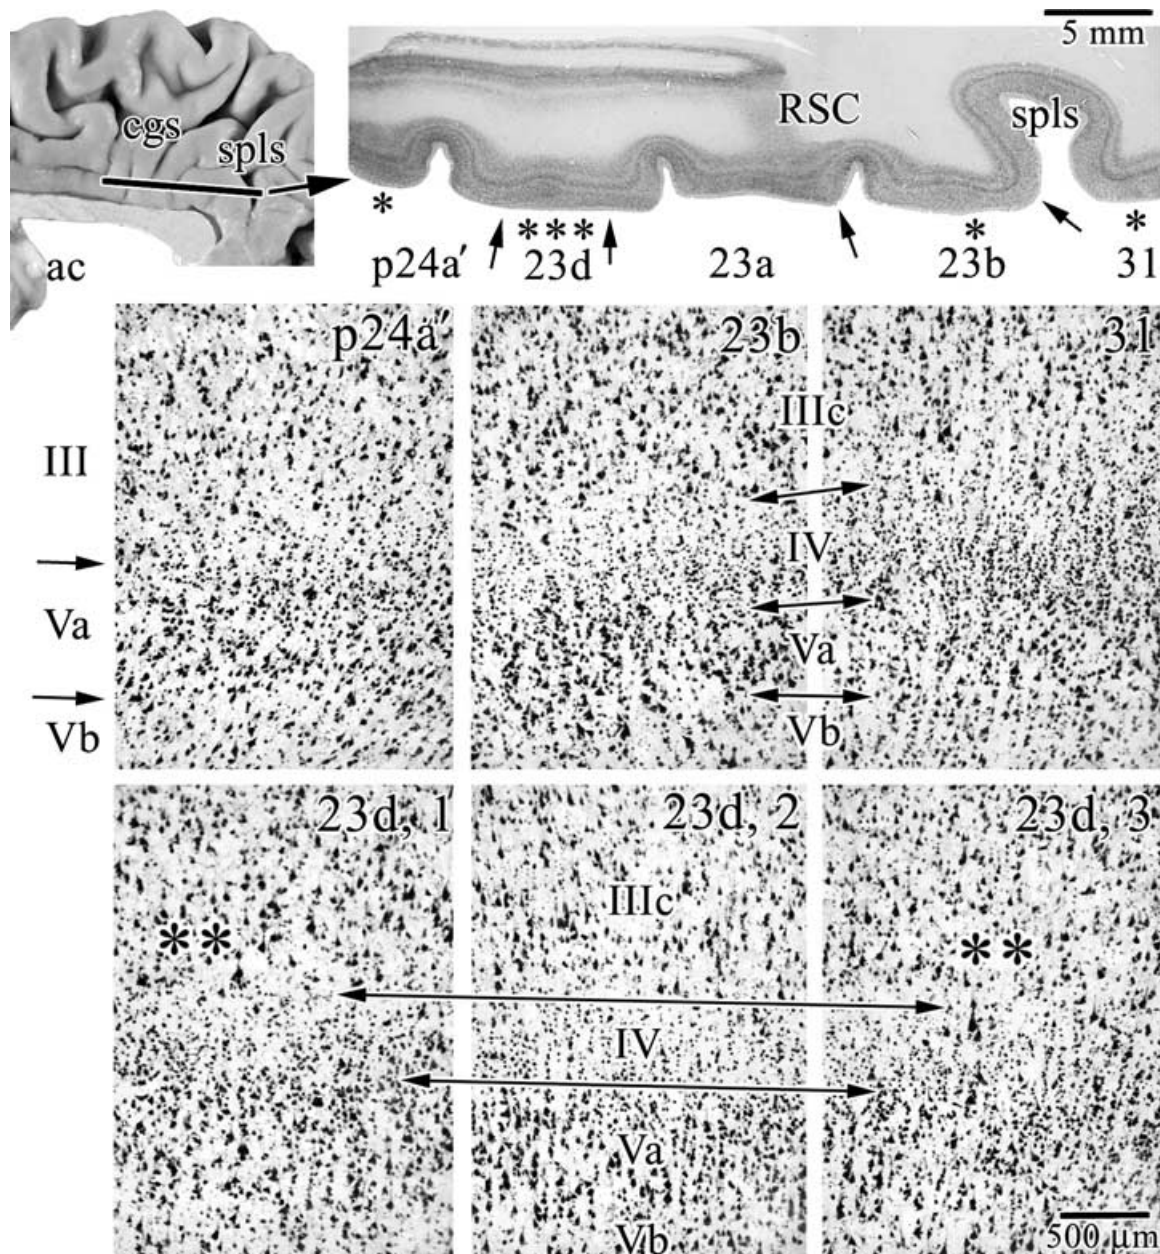 5 mm
cgs
spls
RSC
spls
*
***
*
*
ac
p24a′
23d
23a
23b
31
p24a′
23b
31
III
IIIc
IV
Va
Va
Vb
Vb
23d, 1
23d, 2
23d, 3
IIIc
**
**
IV
Va
Vb
500 µm